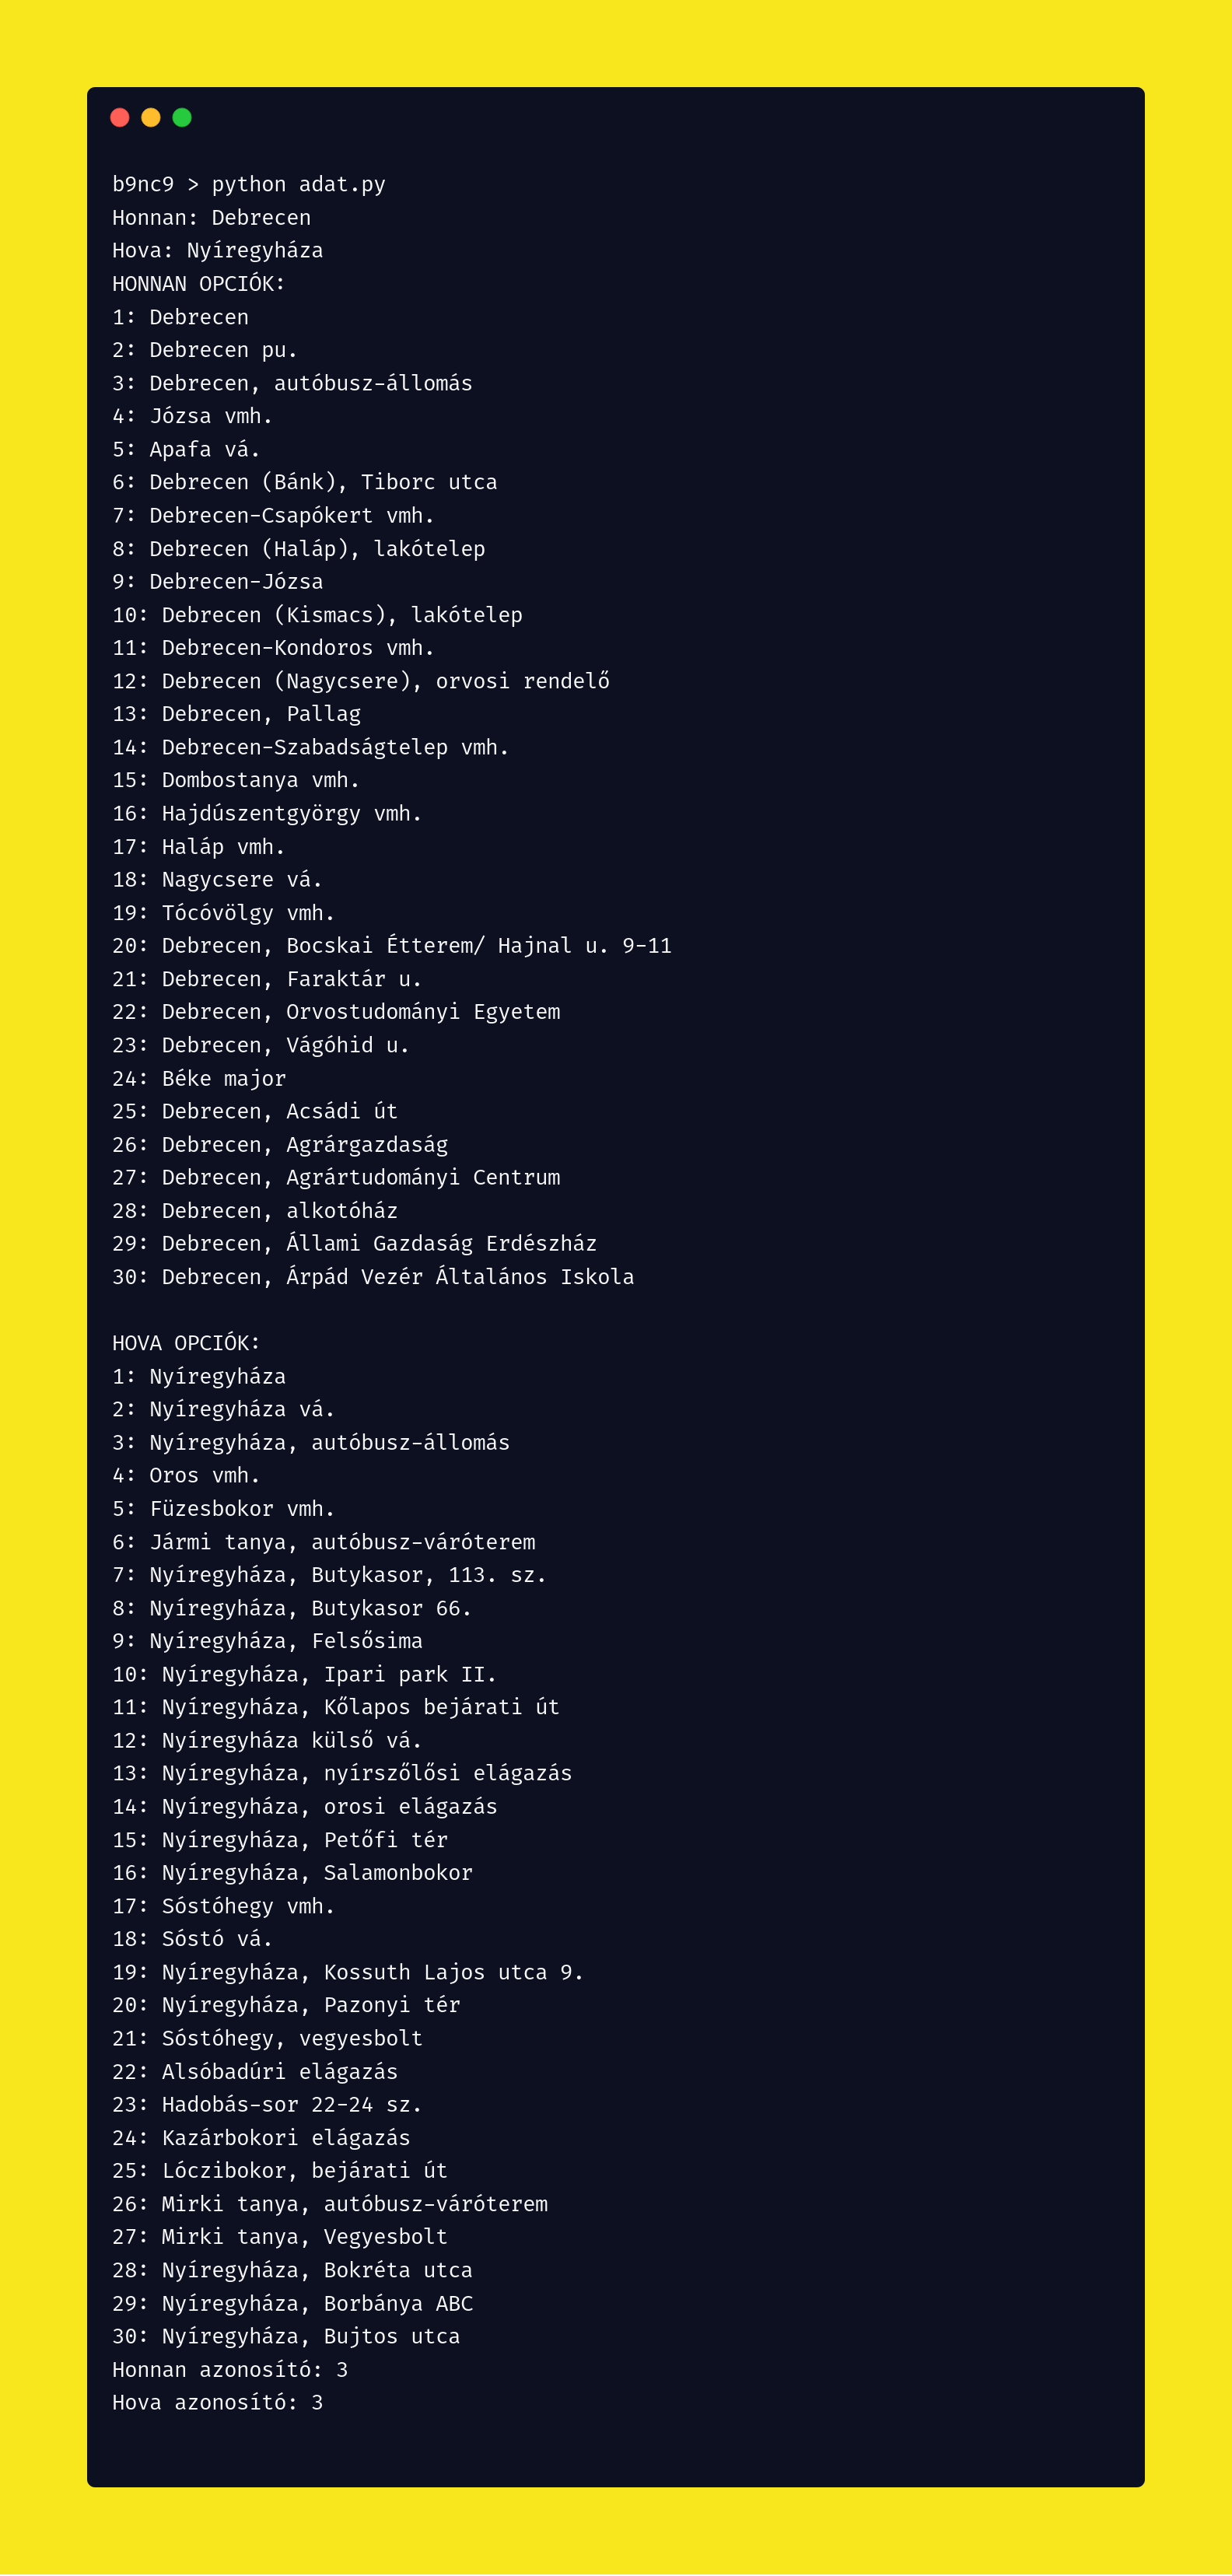 b9nc9 > python adat.py
Honnan: Debrecen
Hova: Nyíregyháza
HONNAN OPCIÓK:
1: Debrecen
2: Debrecen pu.
3: Debrecen, autóbusz-állomás
4: Józsa vmh.
5: Apafa vá.
6: Debrecen (Bánk), Tiborc utca
7: Debrecen-Csapókert vmh.
8: Debrecen (Haláp), lakótelep
9: Debrecen-Józsa
10: Debrecen (Kismacs), lakótelep
11: Debrecen-Kondoros vmh.
12: Debrecen (Nagycsere), orvosi rendelő
13: Debrecen, Pallag
14: Debrecen-Szabadságtelep vmh.
15: Dombostanya vmh.
16: Hajdúszentgyörgy vmh.
17: Haláp vmh.
18: Nagycsere vá.
19: Tócóvölgy vmh.
20: Debrecen, Bocskai Étterem/ Hajnal u. 9-11
21: Debrecen, Faraktár u.
22: Debrecen, Orvostudományi Egyetem
23: Debrecen, Vágóhid u.
24: Béke major
25: Debrecen, Acsádi út
26: Debrecen, Agrárgazdaság
27: Debrecen, Agrártudományi Centrum
28: Debrecen, alkotóház
29: Debrecen, Állami Gazdaság Erdészház
30: Debrecen, Árpád Vezér Általános Iskola

HOVA OPCIÓK:
1: Nyíregyháza
2: Nyíregyháza vá.
3: Nyíregyháza, autóbusz-állomás
4: Oros vmh.
5: Füzesbokor vmh.
6: Jármi tanya, autóbusz-váróterem
7: Nyíregyháza, Butykasor, 113. sz.
8: Nyíregyháza, Butykasor 66.
9: Nyíregyháza, Felsősima
10: Nyíregyháza, Ipari park II.
11: Nyíregyháza, Kőlapos bejárati út
12: Nyíregyháza külső vá.
13: Nyíregyháza, nyírszőlősi elágazás
14: Nyíregyháza, orosi elágazás
15: Nyíregyháza, Petőfi tér
16: Nyíregyháza, Salamonbokor
17: Sóstóhegy vmh.
18: Sóstó vá.
19: Nyíregyháza, Kossuth Lajos utca 9.
20: Nyíregyháza, Pazonyi tér
21: Sóstóhegy, vegyesbolt
22: Alsóbadúri elágazás
23: Hadobás-sor 22-24 sz.
24: Kazárbokori elágazás
25: Lóczibokor, bejárati út
26: Mirki tanya, autóbusz-váróterem
27: Mirki tanya, Vegyesbolt
28: Nyíregyháza, Bokréta utca
29: Nyíregyháza, Borbánya ABC
30: Nyíregyháza, Bujtos utca
Honnan azonosító: 3
Hova azonosító: 3